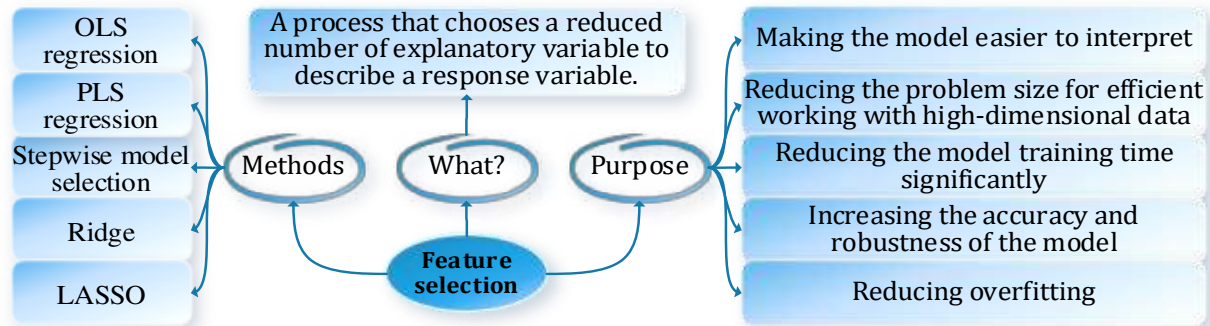 OLS
regression
PLS
regression
Stepwise model
selection
Ridge
LASSO
Methods
A process that chooses a reduced
number of explanatory variable to
describe a response variable.
What?
Feature
selection
Purpose
Making the model easier to interpret
Reducing the problem size for efficient
working with high-dimensional data
Reducing the model training time
significantly
Increasing the accuracy and
robustness of the model
Reducing overfitting